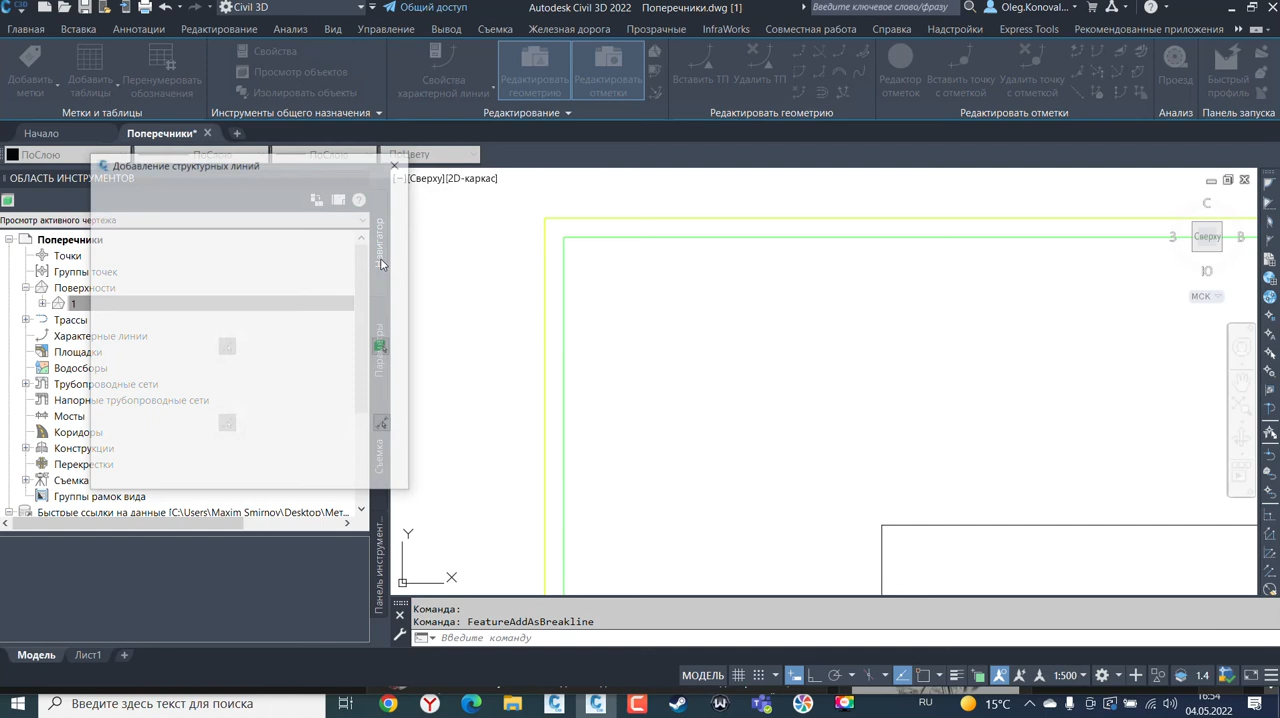 C3D
Civil 3D
Общий доступ
Autodesk Civil 3D 2022
Поперечники.dwg [1]
Введите ключевое слово/фразу
Oleg.Konoval...
Главная
Вставка
Аннотации
Редактирование
Анализ
Вид
Управление
Вывод
Съемка
Железная дорога
Прозрачные
InfraWorks
Совместная работа
Справка
Надстройки
Express Tools
Рекомендованные приложения
Добавить метки
Добавить таблицы
Перенумеровать обозначения
Свойства
Просмотр объектов
Изолировать объекты
Свойства характерной линии
Редактировать геометрию
Редактировать отметки
Вставить ТП
Удалить ТП
Редактор отметок
Вставить точку с отметкой
Удалить точку с отметкой
Проезд
Быстрый профиль
Метки и таблицы
Инструменты общего назначения
Редактирование
Редактировать геометрию
Редактировать отметки
Анализ
Панель запуска
Начало
Поперечники*
ПоСлою
ПоСлою
ПоСлою
ПоЦвету
Добавление структурных линий
ОБЛАСТЬ ИНСТРУМЕНТОВ
[−][Сверху][2D-каркас]
Просмотр активного чертежа
Поперечники
Точки
Группы точек
Поверхности
1
Трассы
Характерные линии
Площадки
Водосборы
Трубопроводные сети
Напорные трубопроводные сети
Мосты
Коридоры
Конструкции
Перекрестки
Съемка
Группы рамок вида
Быстрые ссылки на данные [C:\Users\Maxim Smirnov\Desktop\Мет...
Навигатор
Параметры
Съемка
Панель инструмент...
С
З
Сверху
В
Ю
МСК
Y
X
Команда:
Команда: FeatureAddAsBreakline
Введите команду
Модель
Лист1
МОДЕЛЬ
1:500
1.4
Введите здесь текст для поиска
RU
15°C
16:54
04.05.2022